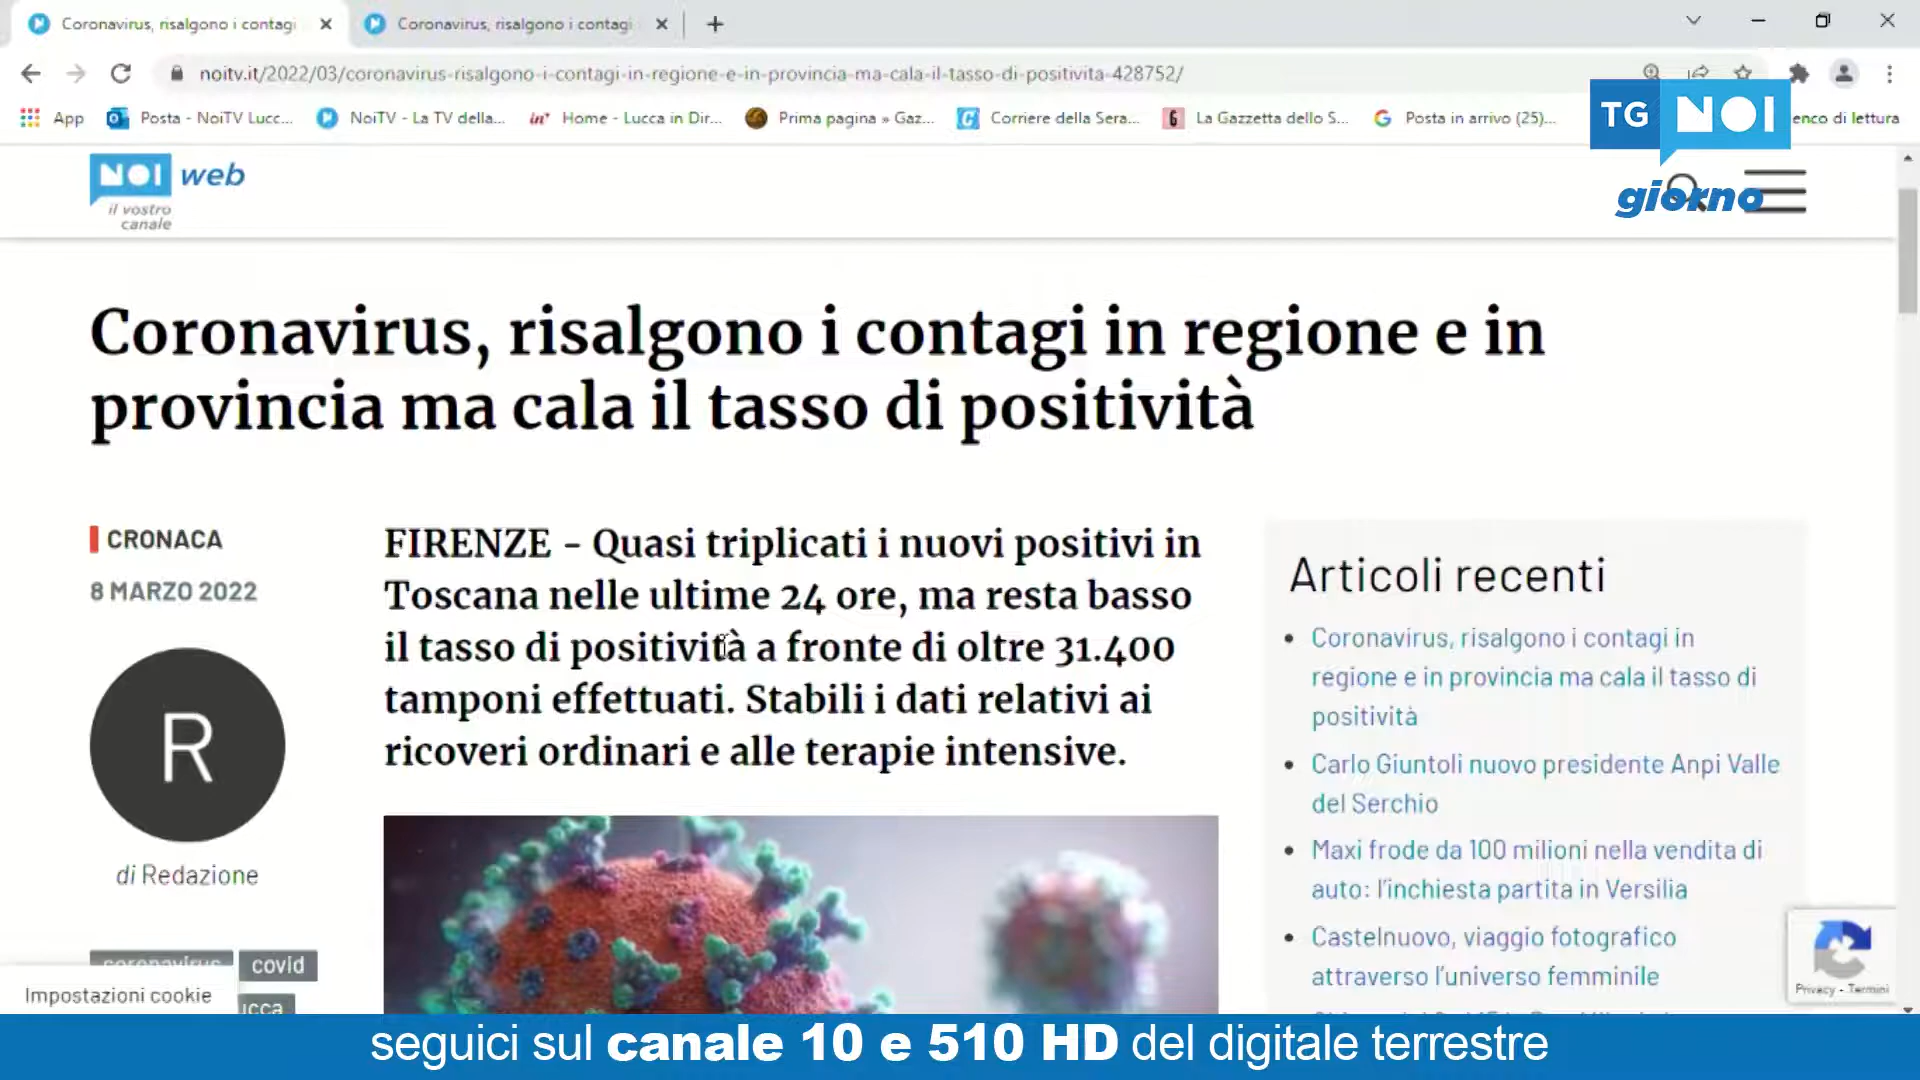 Coronavirus, risalgono i contagi
Coronavirus, risalgono i contagi
noitv.it/2022/03/coronavirus-risalgono-i-contagi-in-regione-e-in-provincia-ma-cala-il-tasso-di-positivita-428752/
App
Posta - NoiTV Lucc...
NoiTV - La TV della...
in+
Home - Lucca in Dir...
Prima pagina » Gaz...
Corriere della Sera...
La Gazzetta dello S...
Posta in arrivo (25)...
enco di lettura
TG NOI
giorno
NOI web
il vostro
canale
Coronavirus, risalgono i contagi in regione e in
provincia ma cala il tasso di positività
CRONACA
8 MARZO 2022
R
di Redazione
coronavirus
covid
Impostazioni cookie
ucca
FIRENZE - Quasi triplicati i nuovi positivi in
Toscana nelle ultime 24 ore, ma resta basso
il tasso di positività a fronte di oltre 31.400
tamponi effettuati. Stabili i dati relativi ai
ricoveri ordinari e alle terapie intensive.
Articoli recenti
Coronavirus, risalgono i contagi in
regione e in provincia ma cala il tasso di
positività
Carlo Giuntoli nuovo presidente Anpi Valle
del Serchio
Maxi frode da 100 milioni nella vendita di
auto: l'inchiesta partita in Versilia
Castelnuovo, viaggio fotografico
attraverso l'universo femminile
Privacy - Termini
seguici sul canale 10 e 510 HD del digitale terrestre